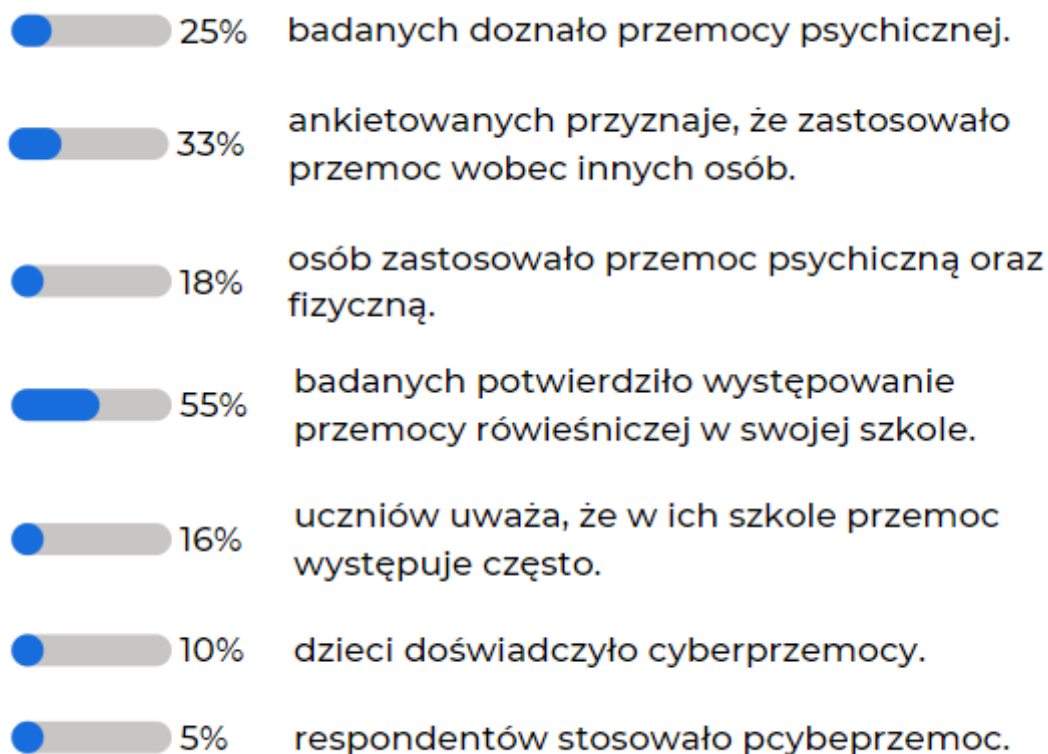 25% badanych doznało przemocy psychicznej.
33% ankietowanych przyznaje, że zastosowało
przemoc wobec innych osób.
18% osób zastosowało przemoc psychiczną oraz
fizyczną.
55% badanych potwierdziło występowanie
przemocy rówieśniczej w swojej szkole.
16% uczniów uważa, że w ich szkole przemoc
występuje często.
10% dzieci doświadczyło cyberprzemocy.
5% respondentów stosowało pcybeprzemoc.